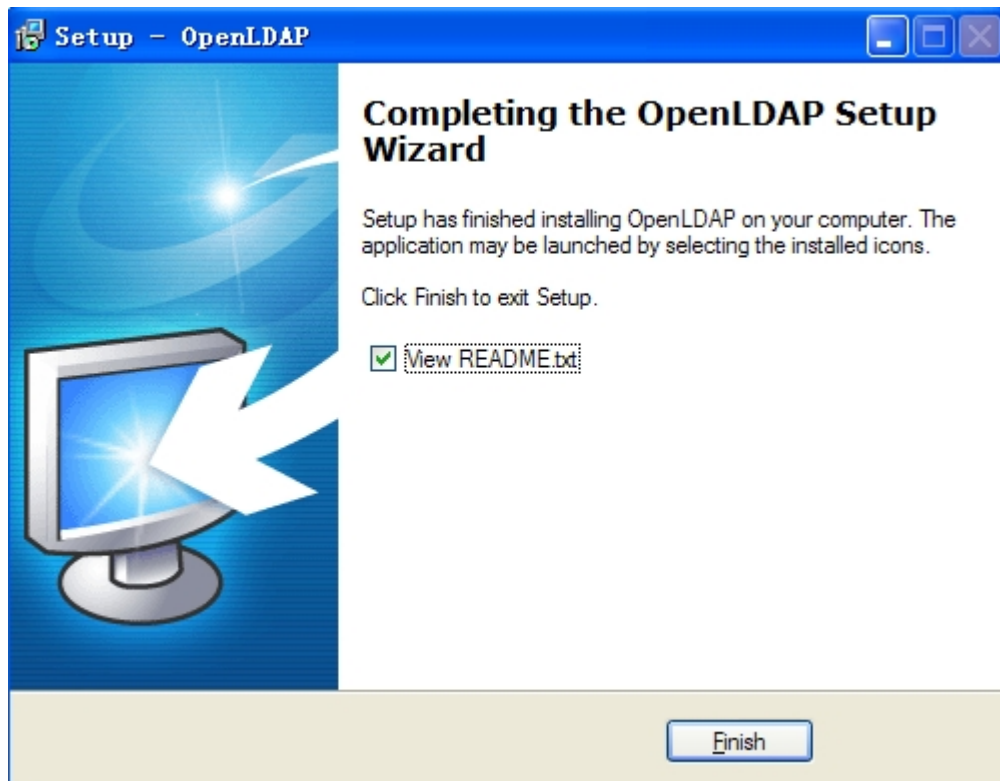 Setup - OpenLDAP
Completing the OpenLDAP Setup
Wizard
Setup has finished installing OpenLDAP on your computer. The
application may be launched by selecting the installed icons.
Click Finish to exit Setup.
View README.txt
Finish